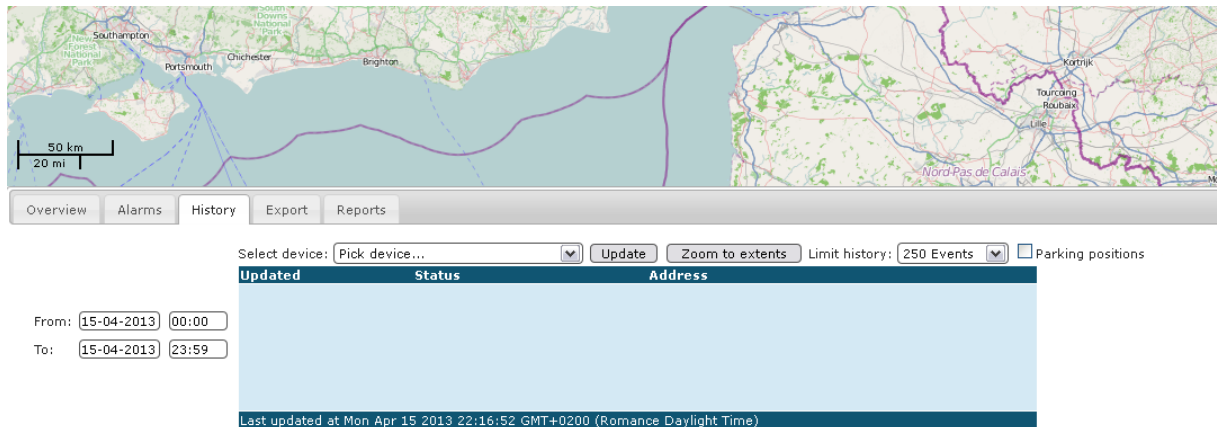 South
Downs
National
Park
New
Forest
National
Park
Southampton
Portsmouth
Chichester
Brighton
Kortrijk
Tourcoing
Roubaix
Lille
Nord-Pas de Calais
Mo
50 km
20 mi
Overview Alarms History Export Reports
Select device: Pick device... Update Zoom to extents Limit history: 250 Events Parking positions
Updated Status Address
From: 15-04-2013 00:00
To: 15-04-2013 23:59
Last updated at Mon Apr 15 2013 22:16:52 GMT+0200 (Romance Daylight Time)